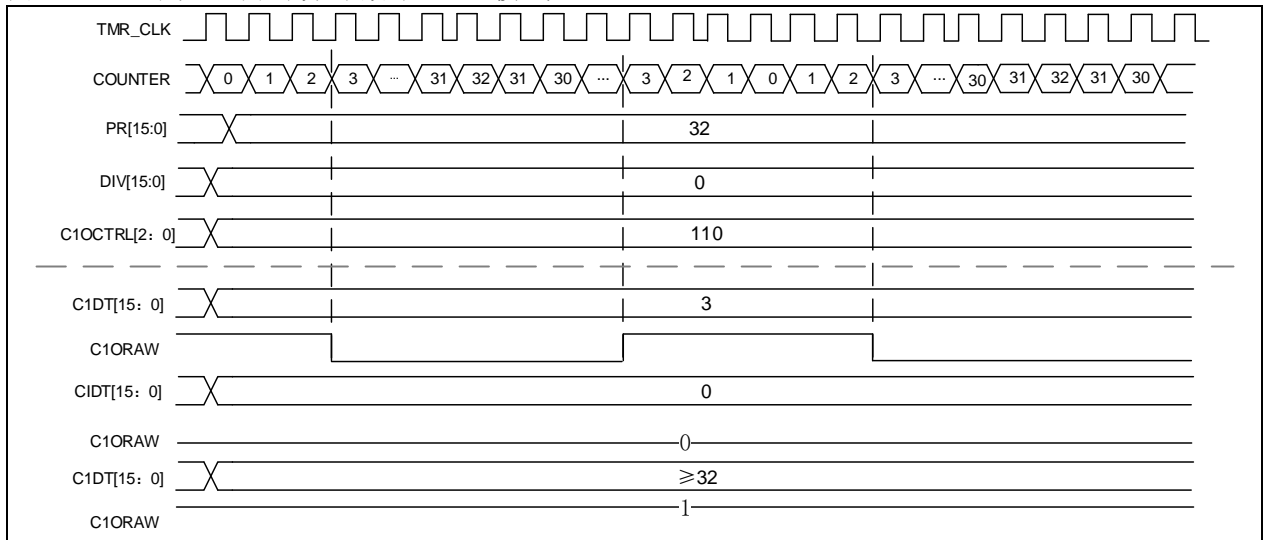 TMR_CLK
COUNTER 0 1 2 3 ... 31 32 31 30 ... 3 2 1 0 1 2 3 ... 30 31 32 31 30
PR[15:0] 32
DIV[15:0] 0
C1OCTRL[2：0] 110
C1DT[15：0] 3
C1ORAW
CIDT[15：0] 0
C1ORAW 0
C1DT[15：0] ≥32
C1ORAW 1